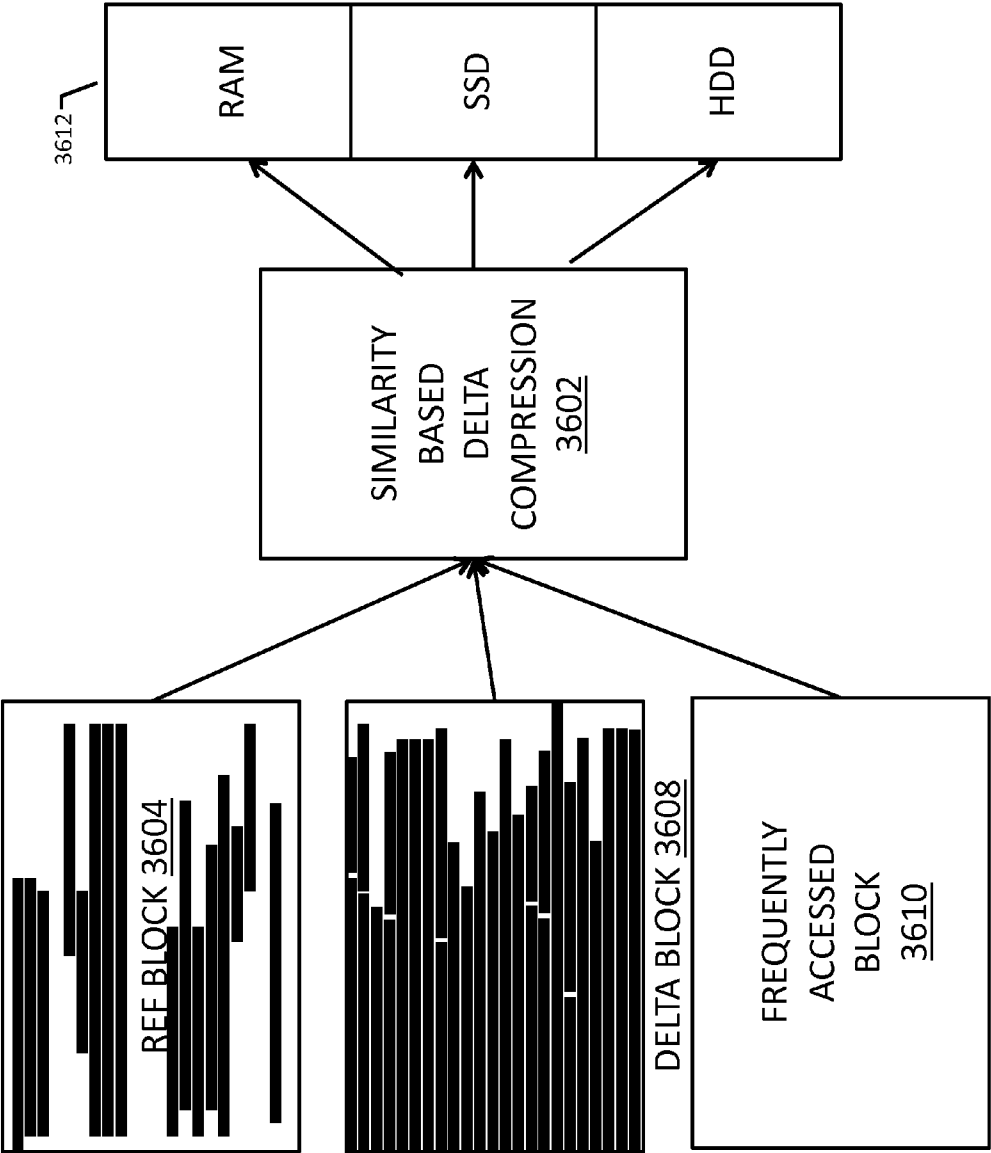 REF BLOCK 3604
DELTA BLOCK 3608
FREQUENTLY
ACCESSED
BLOCK
3610
SIMILARITY
BASED
DELTA
COMPRESSION
3602
3612
RAM
SSD
HDD